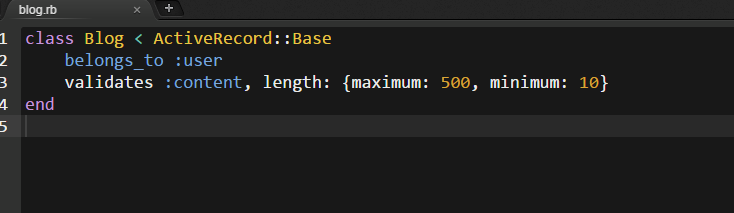 blog.rb × +
1 class Blog < ActiveRecord::Base
2     belongs_to :user
3     validates :content, length: {maximum: 500, minimum: 10}
4 end
5